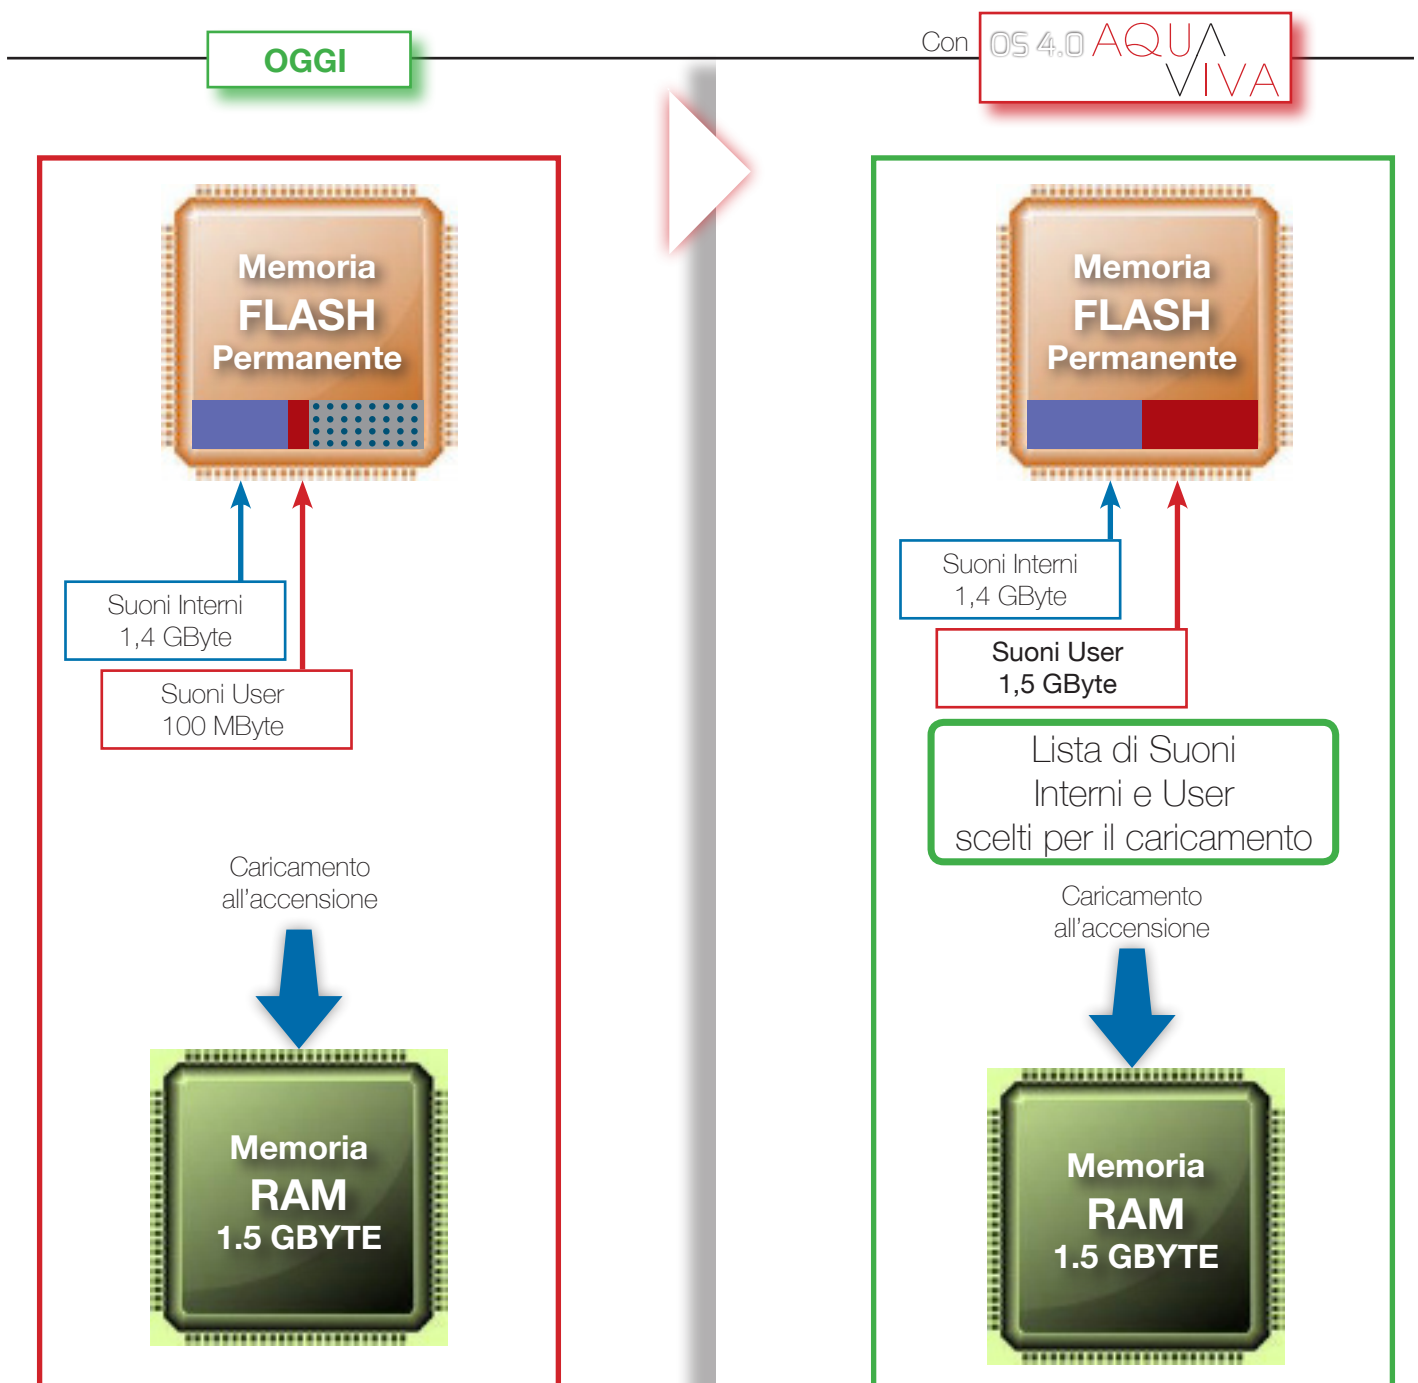 OGGI
Memoria
FLASH
Permanente
Suoni Interni
1,4 GByte
Suoni User
100 MByte
Caricamento
all'accensione
Memoria
RAM
1.5 GBYTE
Con OS 4.0 AQUA
VIVA
Memoria
FLASH
Permanente
Suoni Interni
1,4 GByte
Suoni User
1,5 GByte
Lista di Suoni
Interni e User
scelti per il caricamento
Caricamento
all'accensione
Memoria
RAM
1.5 GBYTE